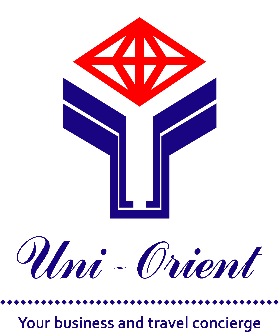 Uni - Orient
Your business and travel concierge